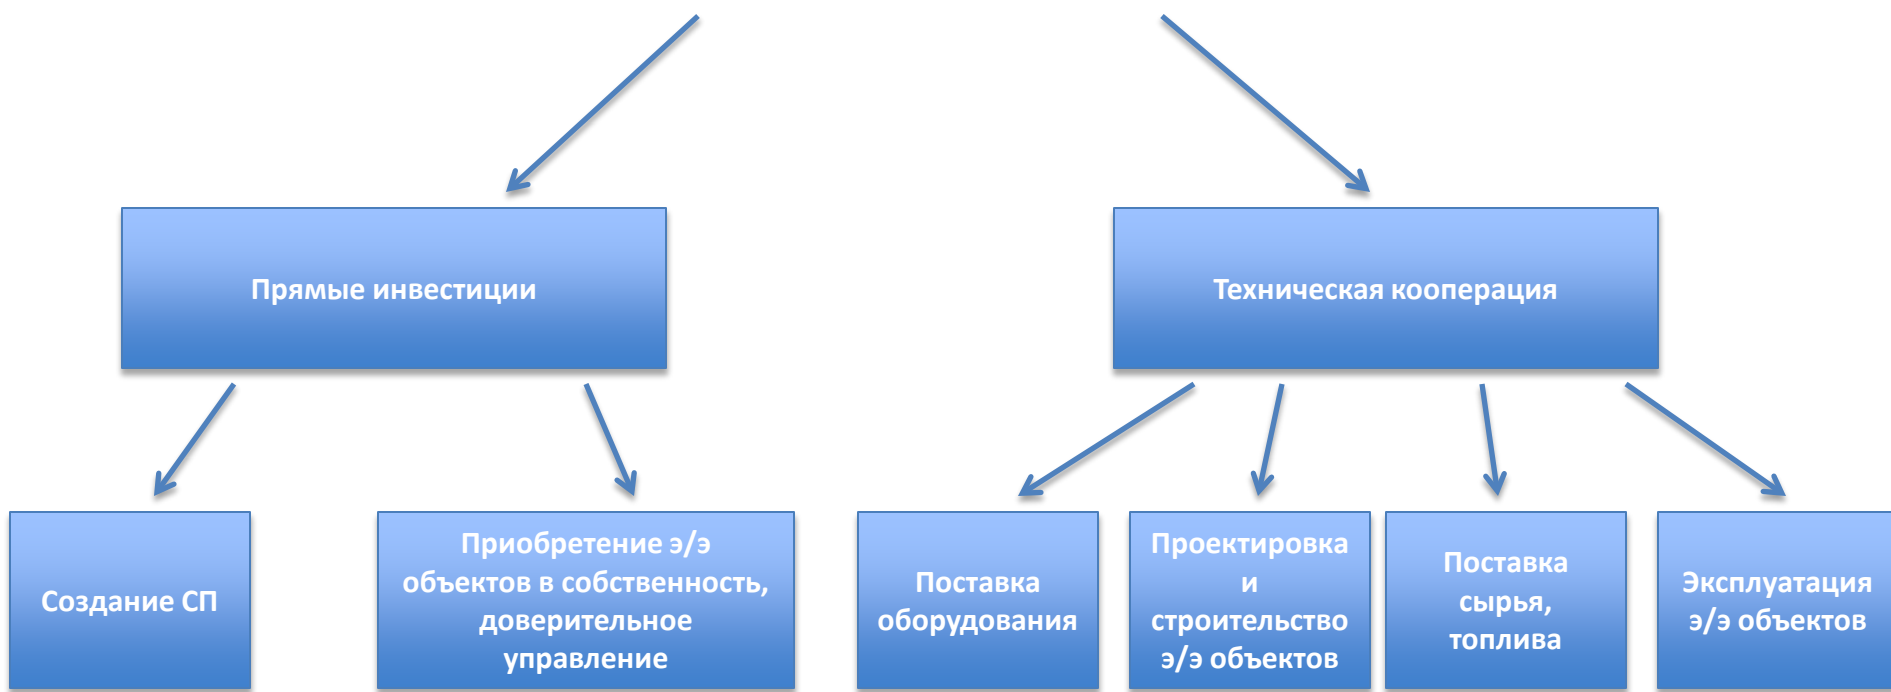 Прямые инвестиции
Техническая кооперация
Создание СП
Приобретение э/э
объектов в собственность,
доверительное
управление
Поставка
оборудования
Проектировка
и
строительство
э/э объектов
Поставка
сырья,
топлива
Эксплуатация
э/э объектов